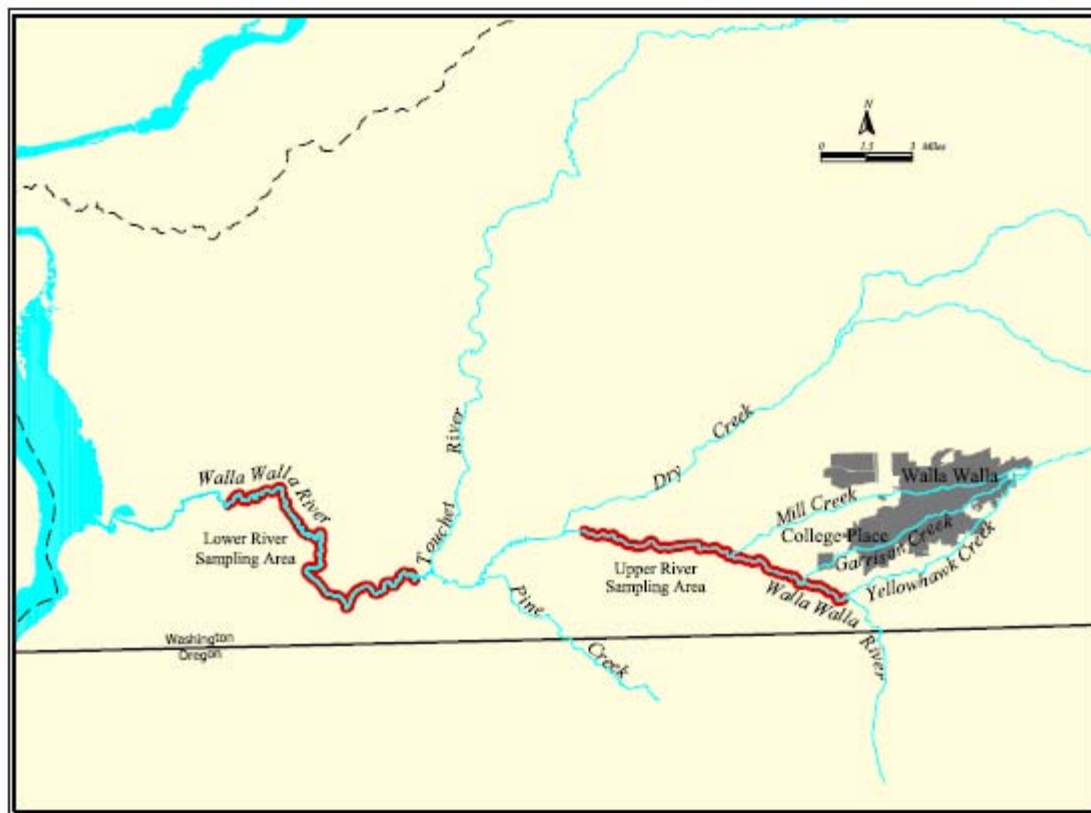 N
0 1.5 3 Miles
Touchet River
Dry Creek
Walla Walla River
Lower River
Sampling Area
Walla Walla
Mill Creek
College Place
Garrison Creek
Yellowhawk Creek
Upper River
Sampling Area
Walla Walla River
Pine Creek
Washington
Oregon